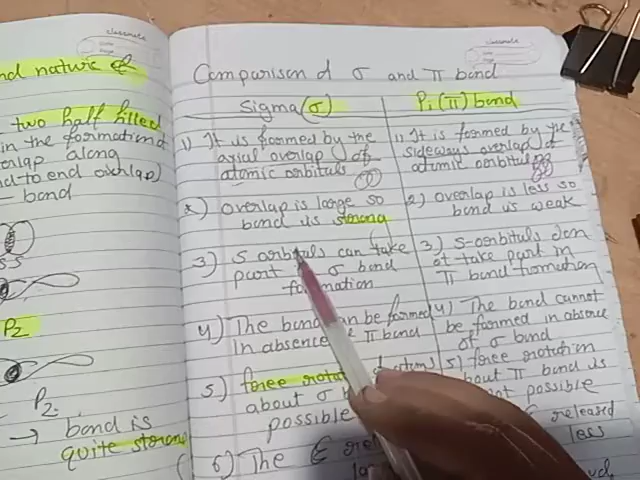 classmate
classmate
nd nature of
two half filled
in the formation
erlap along
nd to end overlap)
– bond
S S
P2
P2.
→ bond is
quite strong
Comparison of σ and π bond
Sigma (σ)
1) It is formed by the
axial overlap of
atomic orbitals
2) overlap is large so
bond is strong
3) S orbitals can take
part in σ bond
formation
4) The bond can be formed
in absence π bond
5.) free
about σ
possible
6) The E
Pi (π) bond
1) It is formed by the
sideways overlap of
atomic orbitals
2) overlap is less so
bond is weak
3) S-orbitals don
ot take part in
π bond formation
4) The bond cannot
be formed in absence
of σ bond
5) free rotation
about π bond is
not possible
released
less